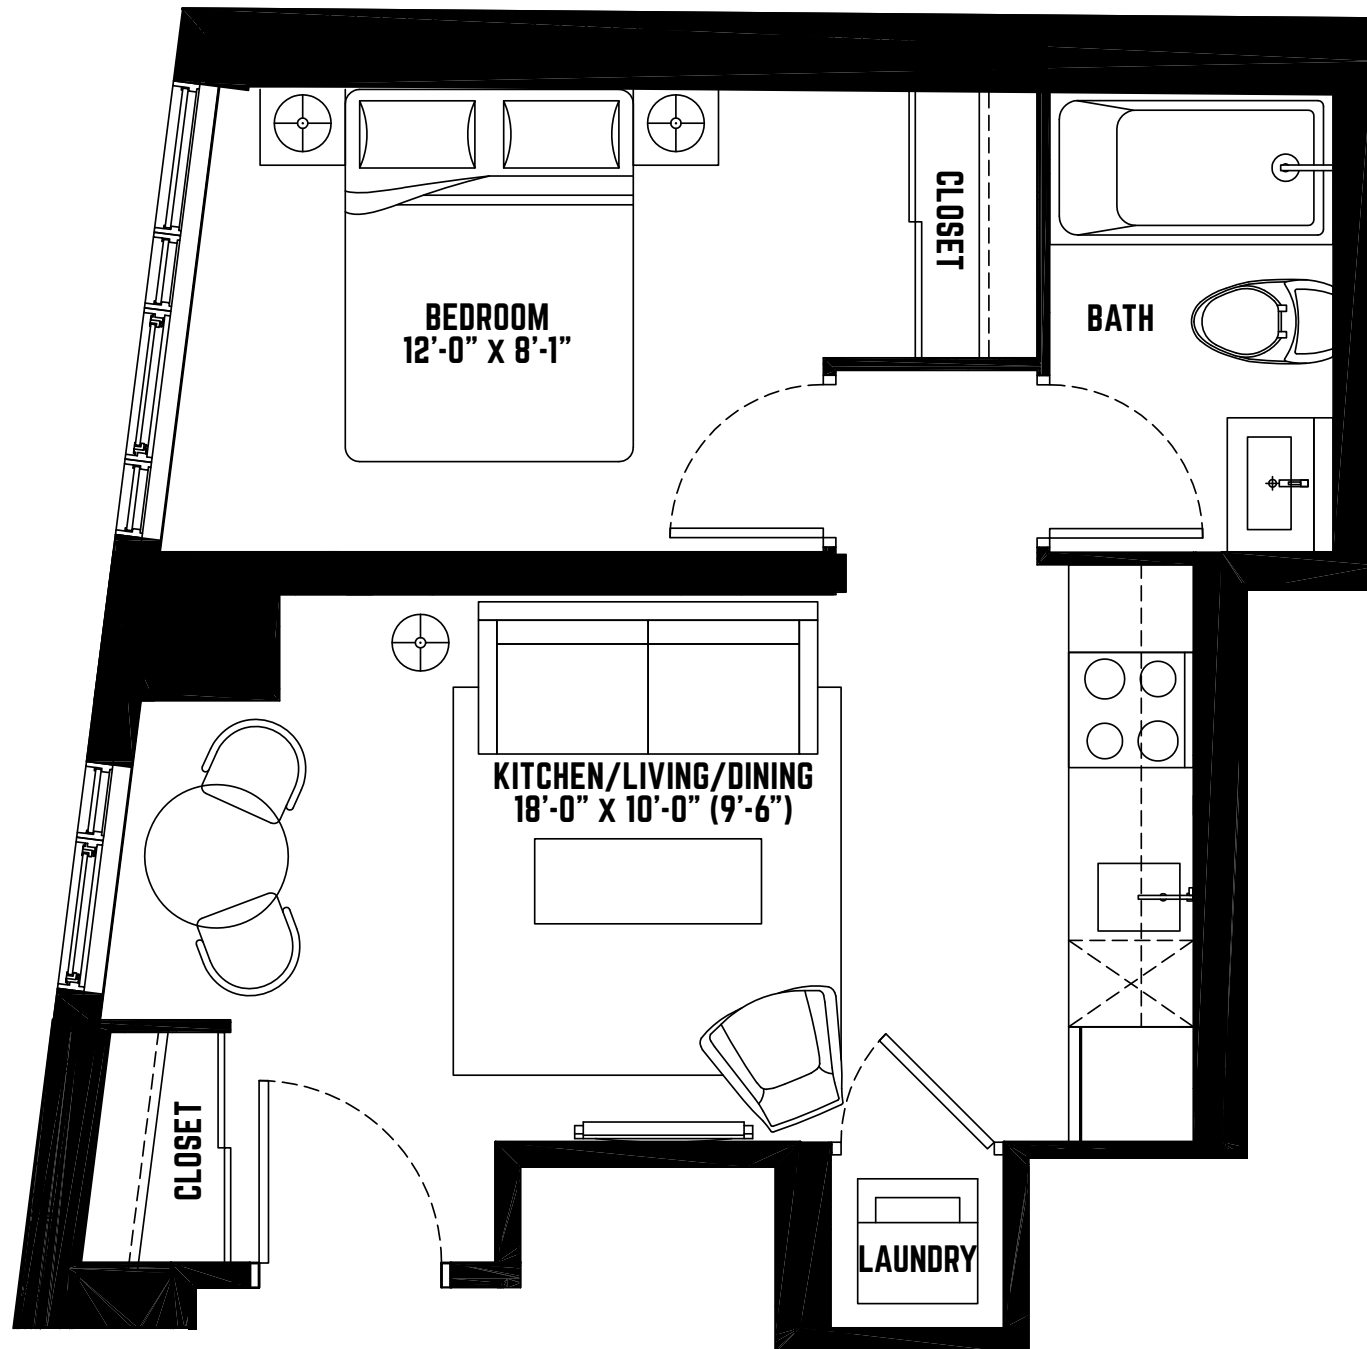 CLOSET
BEDROOM
12’-0” X 8’-1”
BATH
KITCHEN/LIVING/DINING
18’-0” X 10’-0” (9’-6”)
CLOSET
LAUNDRY